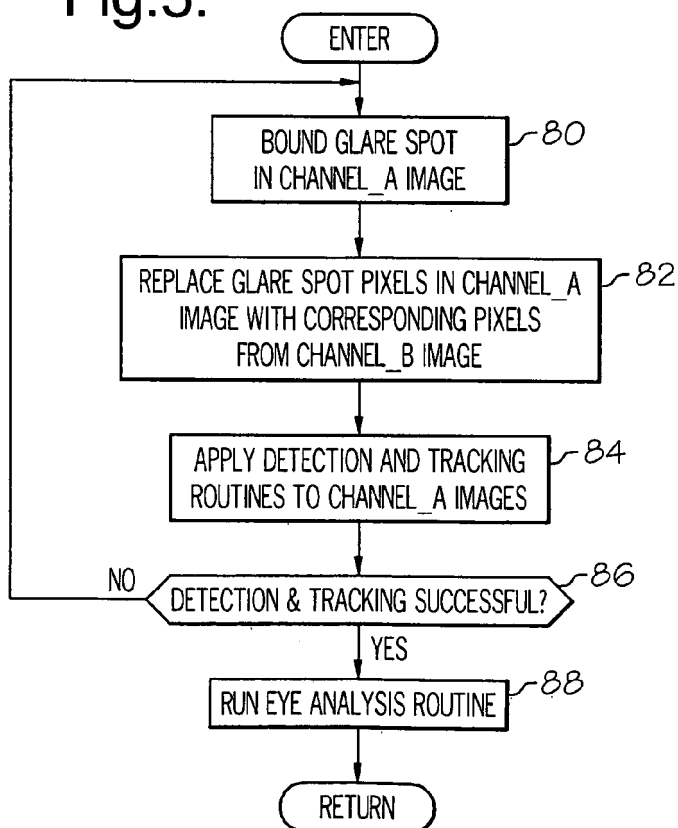 Fig.5.
ENTER
BOUND GLARE SPOT
IN CHANNEL_A IMAGE
80
REPLACE GLARE SPOT PIXELS IN CHANNEL_A
IMAGE WITH CORRESPONDING PIXELS
FROM CHANNEL_B IMAGE
82
APPLY DETECTION AND TRACKING
ROUTINES TO CHANNEL_A IMAGES
84
NO
DETECTION & TRACKING SUCCESSFUL?
86
YES
RUN EYE ANALYSIS ROUTINE
88
RETURN